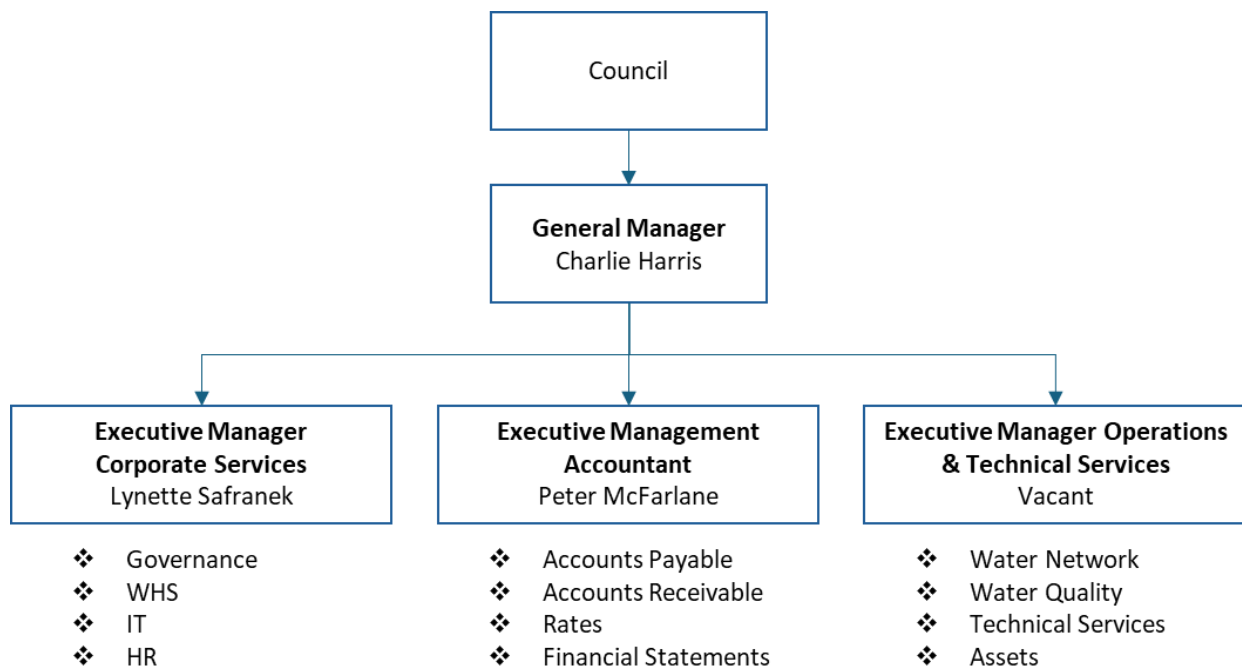 Council
General Manager
Charlie Harris
Executive Manager
Corporate Services
Lynette Safranek
❖ Governance
❖ WHS
❖ IT
❖ HR
Executive Management
Accountant
Peter McFarlane
❖ Accounts Payable
❖ Accounts Receivable
❖ Rates
❖ Financial Statements
Executive Manager Operations
& Technical Services
Vacant
❖ Water Network
❖ Water Quality
❖ Technical Services
❖ Assets